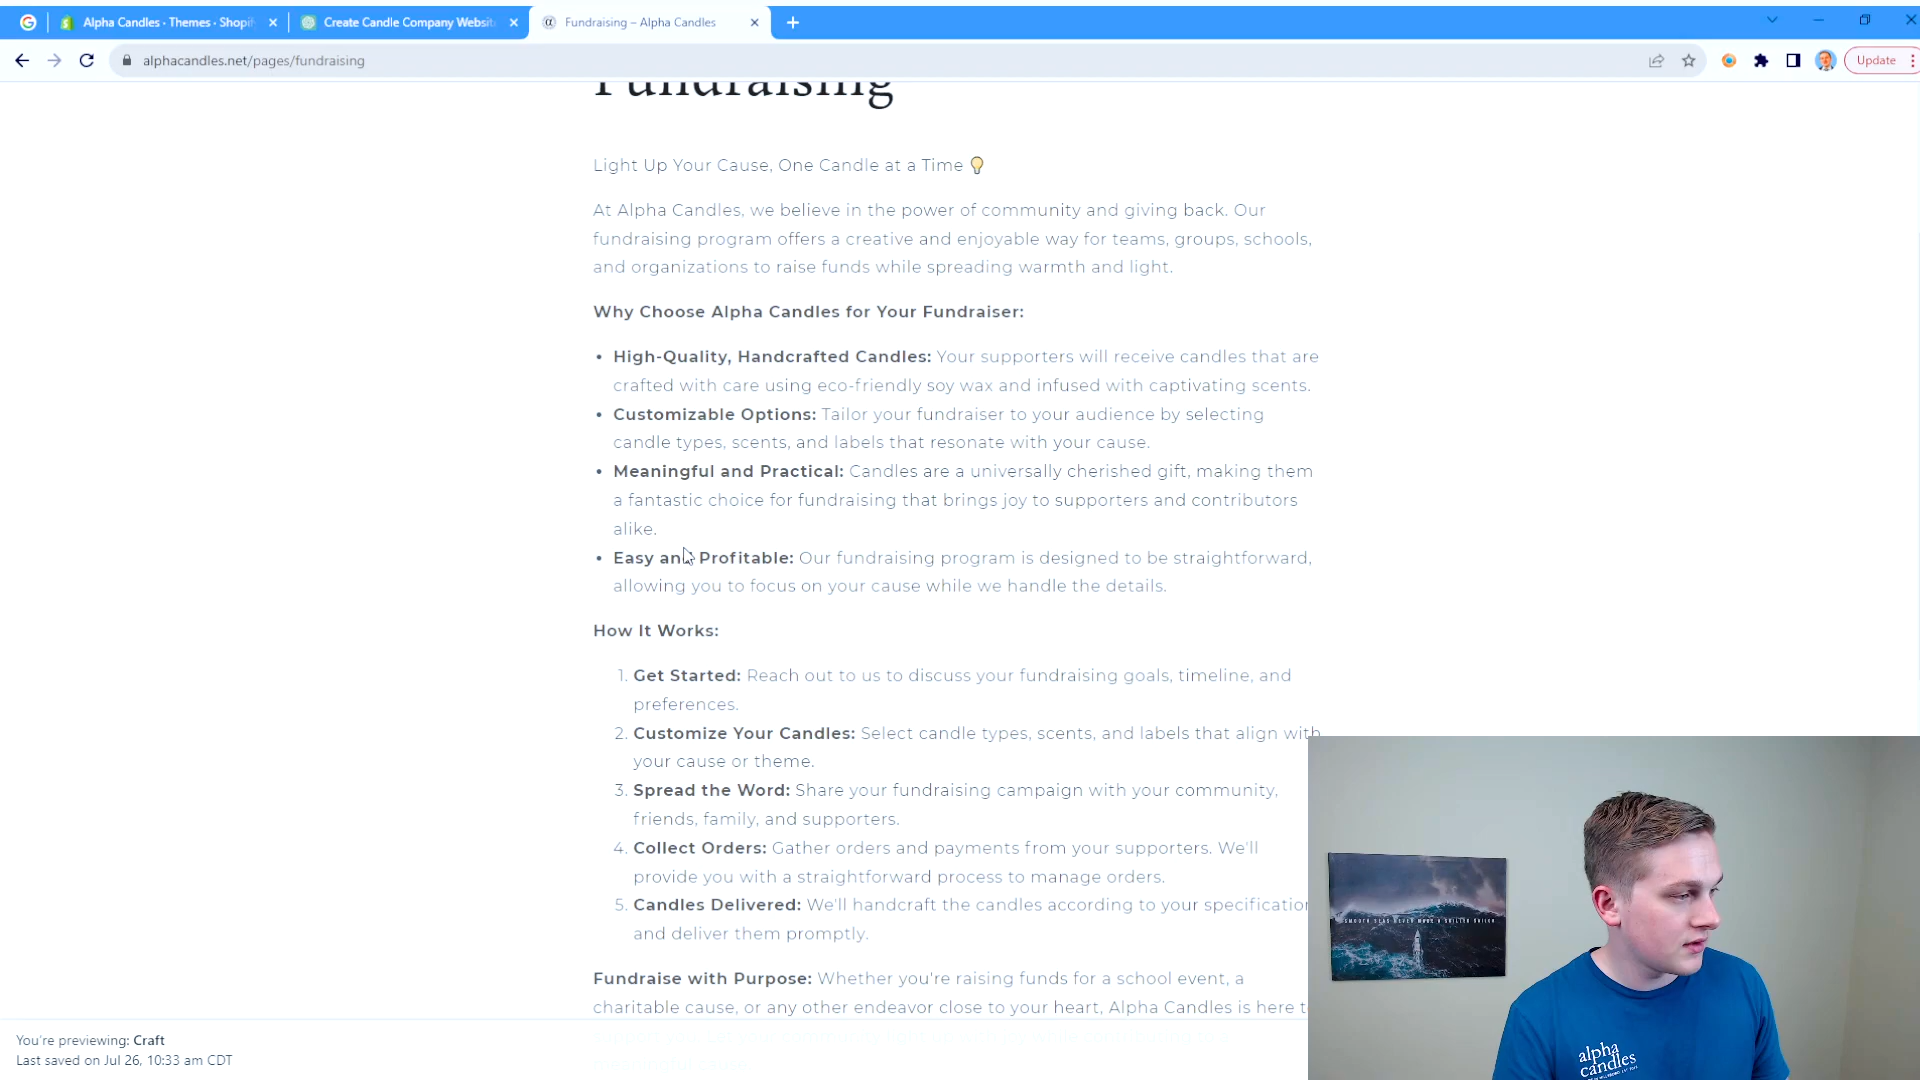 Alpha Candles · Themes · Shopif
Create Candle Company Websit
Fundraising – Alpha Candles
alphacandles.net/pages/fundraising
Update
Fundraising
Light Up Your Cause, One Candle at a Time
At Alpha Candles, we believe in the power of community and giving back. Our
fundraising program offers a creative and enjoyable way for teams, groups, schools,
and organizations to raise funds while spreading warmth and light.
Why Choose Alpha Candles for Your Fundraiser:
• High-Quality, Handcrafted Candles: Your supporters will receive candles that are
crafted with care using eco-friendly soy wax and infused with captivating scents.
• Customizable Options: Tailor your fundraiser to your audience by selecting
candle types, scents, and labels that resonate with your cause.
• Meaningful and Practical: Candles are a universally cherished gift, making them
a fantastic choice for fundraising that brings joy to supporters and contributors
alike.
• Easy and Profitable: Our fundraising program is designed to be straightforward,
allowing you to focus on your cause while we handle the details.
How It Works:
1. Get Started: Reach out to us to discuss your fundraising goals, timeline, and
preferences.
2. Customize Your Candles: Select candle types, scents, and labels that align with
your cause or theme.
3. Spread the Word: Share your fundraising campaign with your community,
friends, family, and supporters.
4. Collect Orders: Gather orders and payments from your supporters. We'll
provide you with a straightforward process to manage orders.
5. Candles Delivered: We'll handcraft the candles according to your specification
and deliver them promptly.
Fundraise with Purpose: Whether you're raising funds for a school event, a
charitable cause, or any other endeavor close to your heart, Alpha Candles is here t
You're previewing: Craft
Last saved on Jul 26, 10:33 am CDT
SMOOTH SEAS NEVER MADE A SKILLED SAILOR
alpha
candles